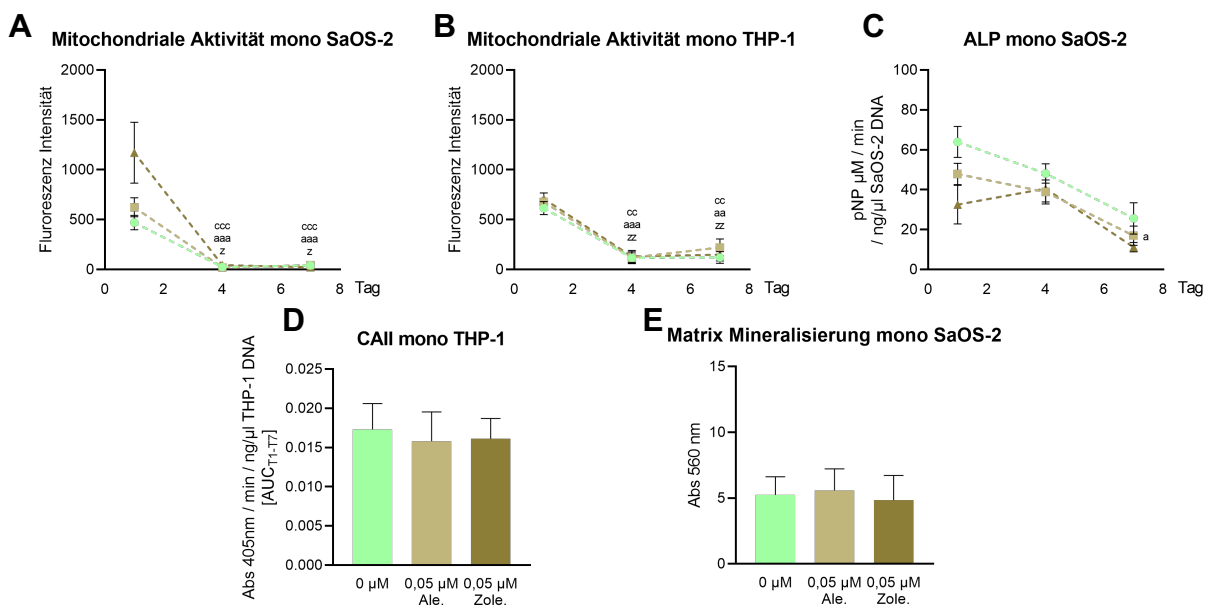 A
Mitochondriale Aktivität mono SaOS-2
Fluroreszenz Intensität
2000
1500
1000
500
0
ccc
aaa
z
ccc
aaa
z
0 2 4 6 8 Tag
B
Mitochondriale Aktivität mono THP-1
Fluroreszenz Intensität
2000
1500
1000
500
0
cc
aaa
zz
cc
aa
zz
0 2 4 6 8 Tag
C
ALP mono SaOS-2
pNP µM / min
/ ng/µl SaOS-2 DNA
100
80
60
40
20
0
a
0 2 4 6 8 Tag
D
CAII mono THP-1
Abs 405nm / min / ng/µl THP-1 DNA
[AUC T1-T7]
0.025
0.020
0.015
0.010
0.005
0.000
0 µM
0,05 µM
Ale.
0,05 µM
Zole.
E
Matrix Mineralisierung mono SaOS-2
Abs 560 nm
15
10
5
0
0 µM
0,05 µM
Ale.
0,05 µM
Zole.